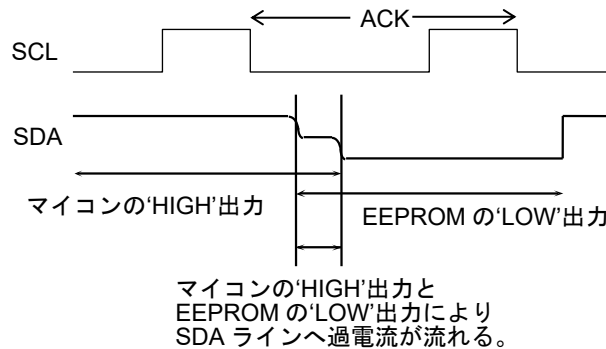 ACK
SCL
SDA
マイコンの‘HIGH’出力
EEPROM の‘LOW’出力
マイコンの‘HIGH’出力と
EEPROM の‘LOW’出力により
SDA ラインへ過電流が流れる。